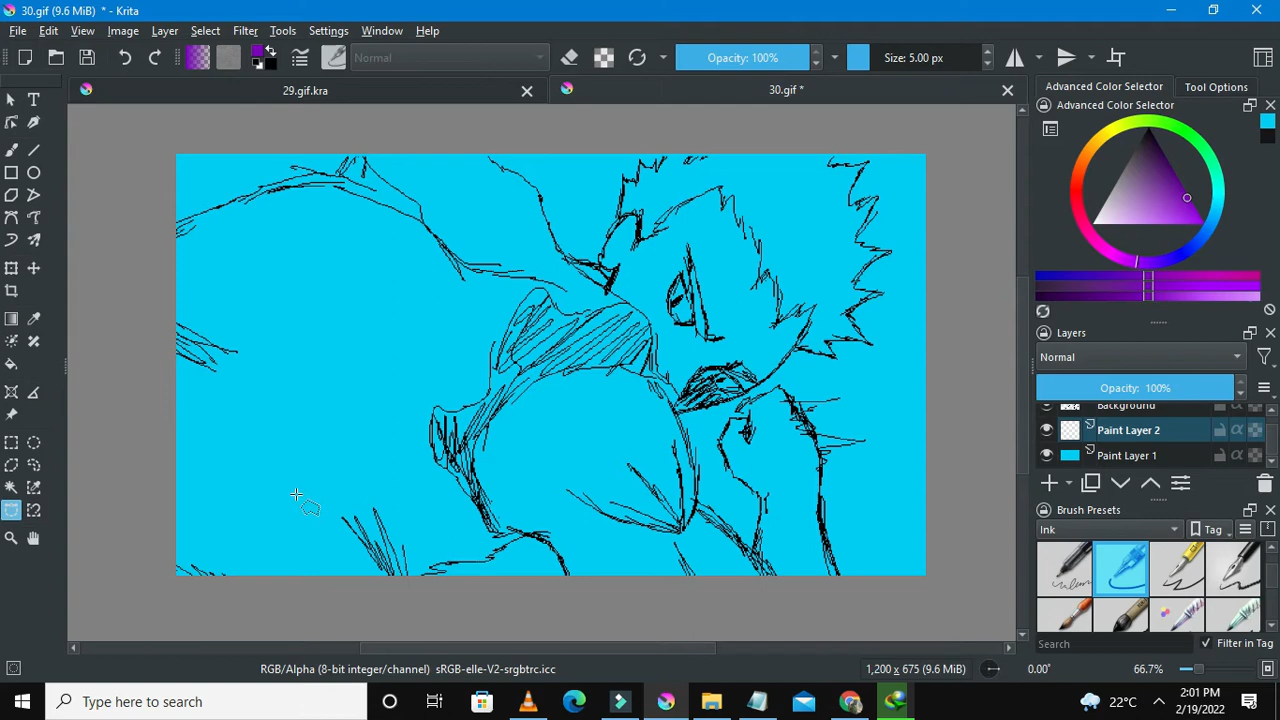 30.gif (9.6 MiB) * - Krita
File Edit View Image Layer Select Filter Tools Settings Window Help
Normal
Opacity: 100%
Size: 5.00 px
29.gif.kra
30.gif *
Advanced Color Selector
Tool Options
Advanced Color Selector
Layers
Normal
Opacity: 100%
Background
Paint Layer 2
Paint Layer 1
Brush Presets
Ink
Tag
Search
Filter in Tag
RGB/Alpha (8-bit integer/channel) sRGB-elle-V2-srgbtrc.icc
1,200 x 675 (9.6 MiB)
0.00°
66.7%
Type here to search
22°C
2:01 PM
2/19/2022